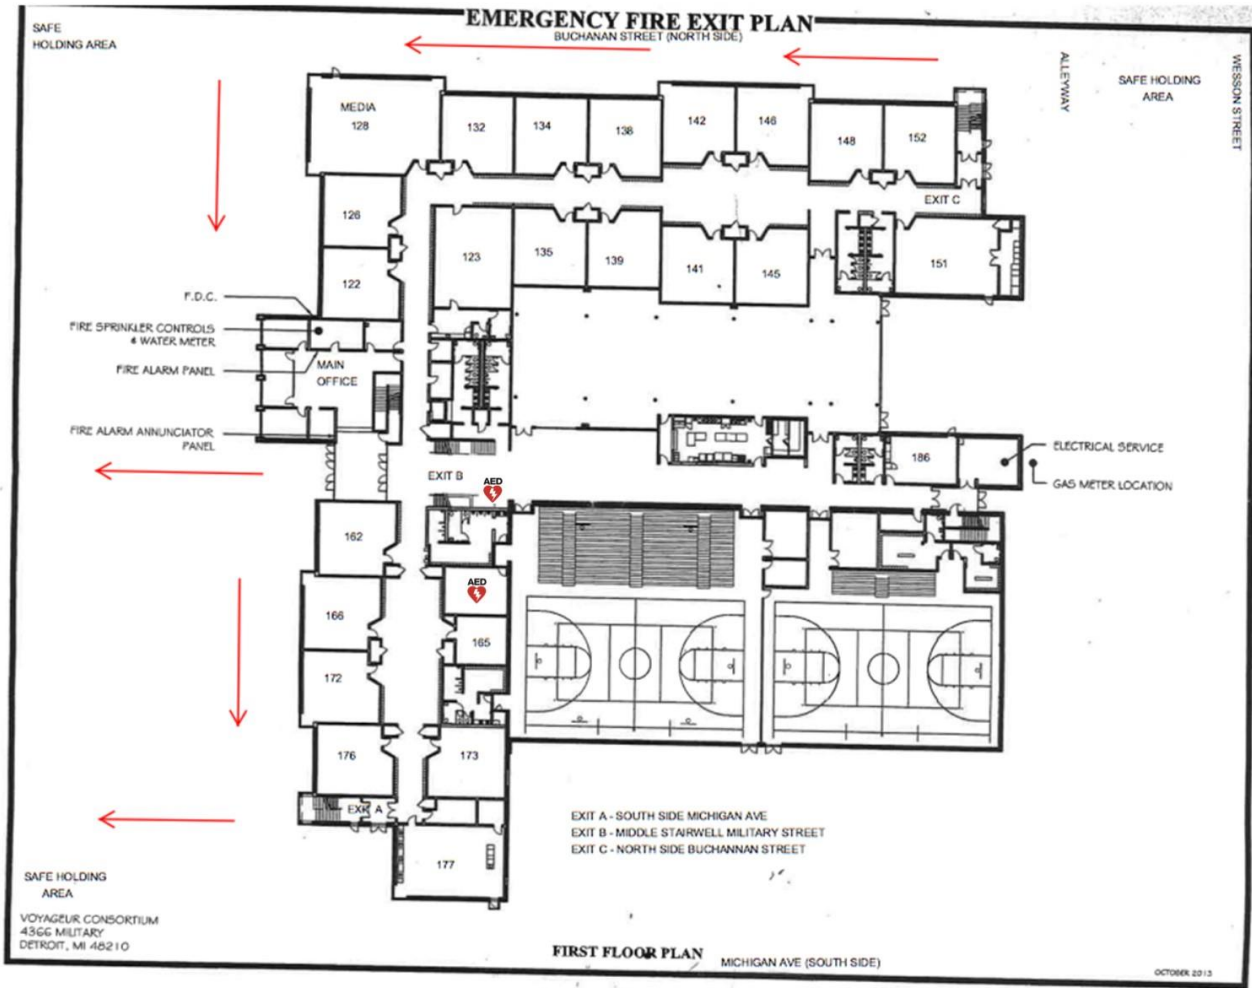 EMERGENCY FIRE EXIT PLAN
BUCHANAN STREET (NORTH SIDE)
SAFE
HOLDING AREA
ALLEYWAY
SAFE HOLDING
AREA
WESSON STREET
MEDIA
128
132
134
138
142
146
148
152
EXIT C
126
122
123
135
139
141
145
151
F.D.C.
FIRE SPRINKLER CONTROLS
& WATER METER
FIRE ALARM PANEL
MAIN
OFFICE
FIRE ALARM ANNUNCIATOR
PANEL
EXIT B
AED
186
ELECTRICAL SERVICE
GAS METER LOCATION
162
AED
166
165
172
176
173
EXIT A
177
EXIT A - SOUTH SIDE MICHIGAN AVE
EXIT B - MIDDLE STAIRWELL MILITARY STREET
EXIT C - NORTH SIDE BUCHANNAN STREET
SAFE HOLDING
AREA
VOYAGEUR CONSORTIUM
4366 MILITARY
DETROIT, MI 48210
FIRST FLOOR PLAN
MICHIGAN AVE (SOUTH SIDE)
OCTOBER 2013